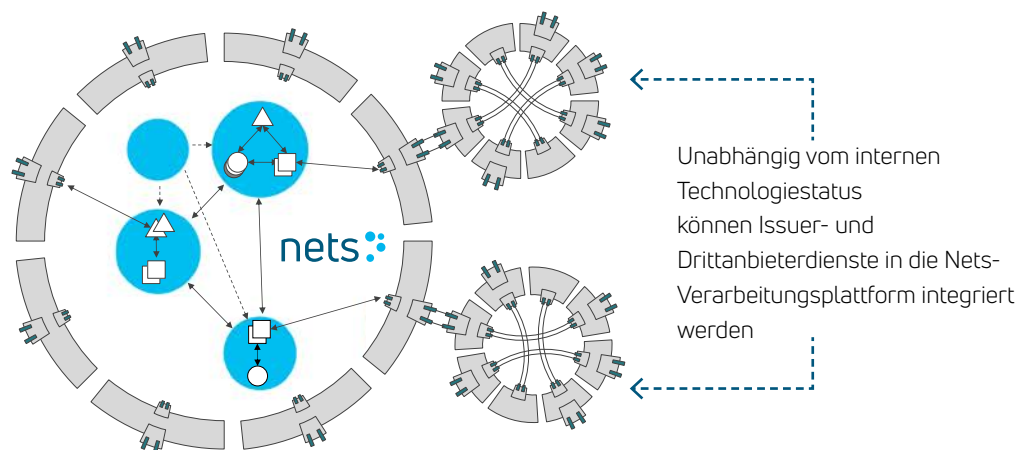 nets
Unabhängig vom internen
Technologiestatus
können Issuer- und
Drittanbieterdienste in die Nets-
Verarbeitungsplattform integriert
werden